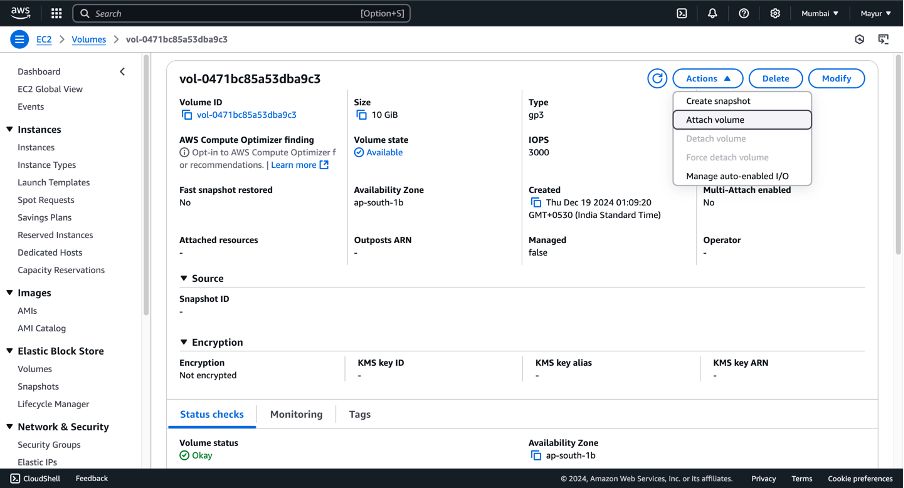 aws Search [Option+S] Mumbai ▼ Mayur ▼
EC2 > Volumes > vol-0471bc85a53dba9c3
Dashboard
EC2 Global View
Events
▼ Instances
Instances
Instance Types
Launch Templates
Spot Requests
Savings Plans
Reserved Instances
Dedicated Hosts
Capacity Reservations
▼ Images
AMIs
AMI Catalog
▼ Elastic Block Store
Volumes
Snapshots
Lifecycle Manager
▼ Network & Security
Security Groups
Elastic IPs
vol-0471bc85a53dba9c3
Actions ▲ Delete Modify
Create snapshot
Attach volume
Detach volume
Force detach volume
Manage auto-enabled I/O
Volume ID
vol-0471bc85a53dba9c3
Size
10 GiB
Type
gp3
AWS Compute Optimizer finding
Opt-in to AWS Compute Optimizer f
or recommendations. | Learn more
Volume state
Available
IOPS
3000
Fast snapshot restored
No
Availability Zone
ap-south-1b
Created
Thu Dec 19 2024 01:09:20
GMT+0530 (India Standard Time)
Multi-Attach enabled
No
Attached resources
-
Outposts ARN
-
Managed
false
Operator
-
▼ Source
Snapshot ID
-
▼ Encryption
Encryption
Not encrypted
KMS key ID
-
KMS key alias
-
KMS key ARN
-
Status checks Monitoring Tags
Volume status
Okay
Availability Zone
ap-south-1b
CloudShell Feedback © 2024, Amazon Web Services, Inc. or its affiliates. Privacy Terms Cookie preferences